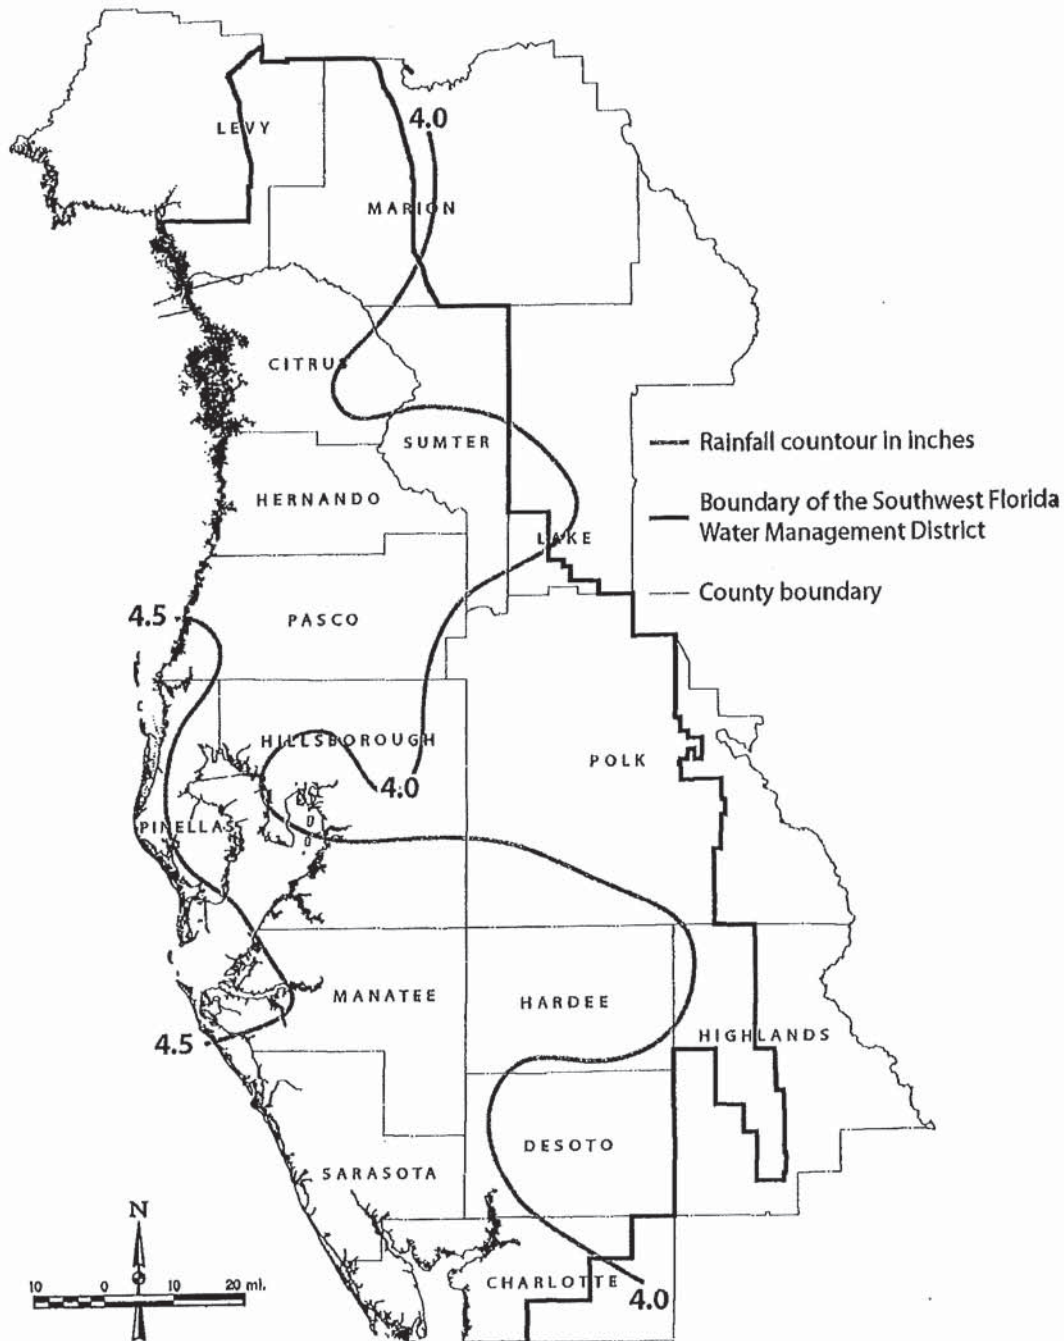 4.0
LEVY
MARION
CITRUS
SUMTER
Rainfall countour in inches
HERNANDO
Boundary of the Southwest Florida
Water Management District
LAKE
County boundary
4.5
PASCO
HILLSBOROUGH
POLK
4.0
PINELLAS
MANATEE
HARDEE
HIGHLANDS
4.5
DESOTO
SARASOTA
N
CHARLOTTE
10 0 10 20 mi.
4.0